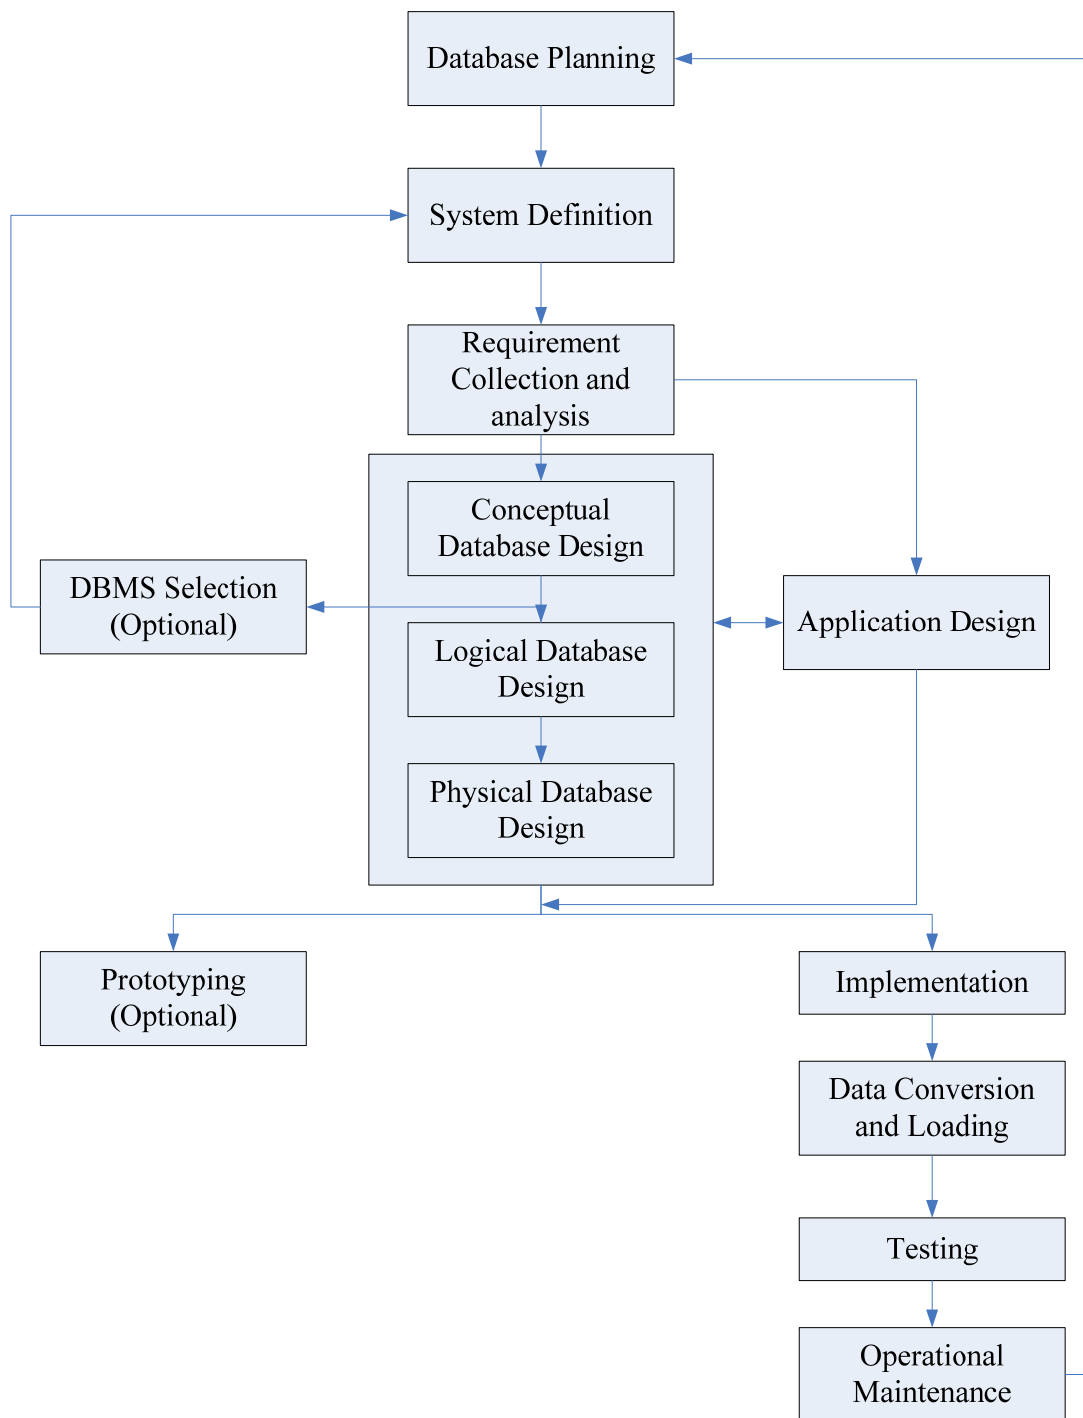 Database Planning
System Definition
Requirement
Collection and
analysis
Conceptual
Database Design
DBMS Selection
(Optional)
Application Design
Logical Database
Design
Physical Database
Design
Prototyping
(Optional)
Implementation
Data Conversion
and Loading
Testing
Operational
Maintenance